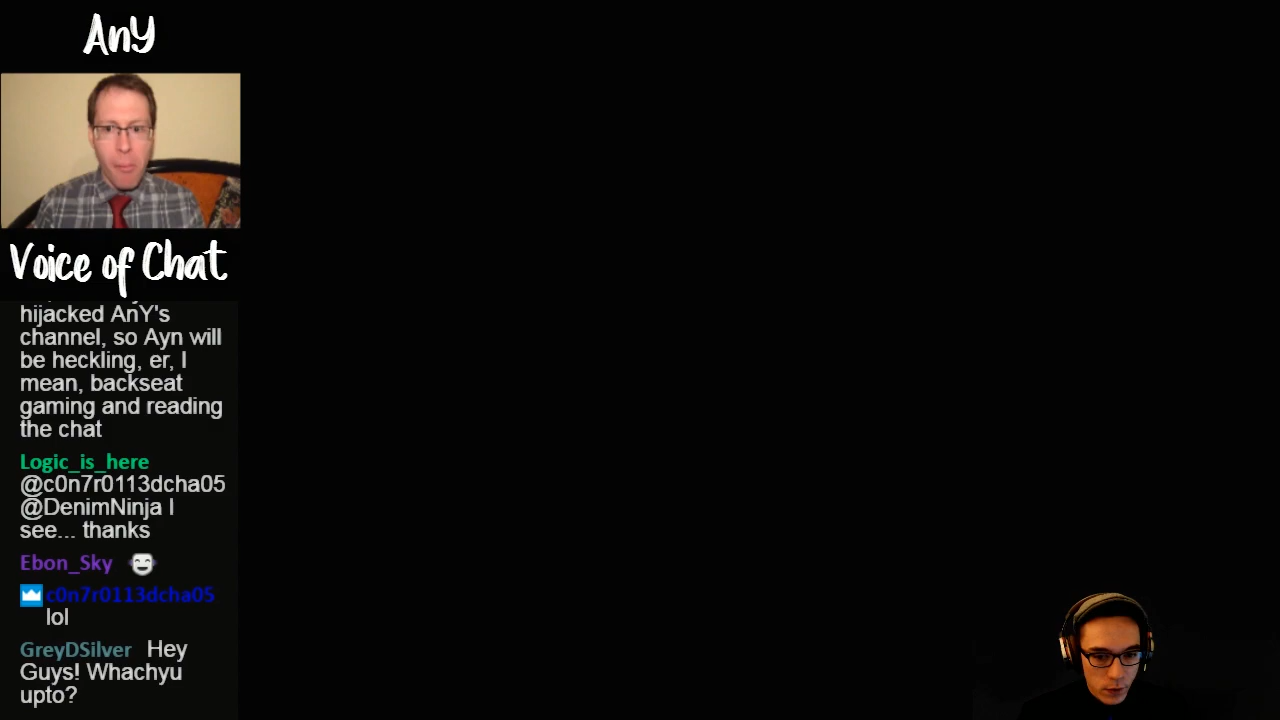 AnY
Voice of Chat
hijacked AnY's
channel, so Ayn will
be heckling, er, I
mean, backseat
gaming and reading
the chat
Logic_is_here
@c0n7r0113dcha05
@DenimNinja I
see... thanks
Ebon_Sky
c0n7r0113dcha05
lol
GreyDSilver Hey
Guys! Whachyu
upto?